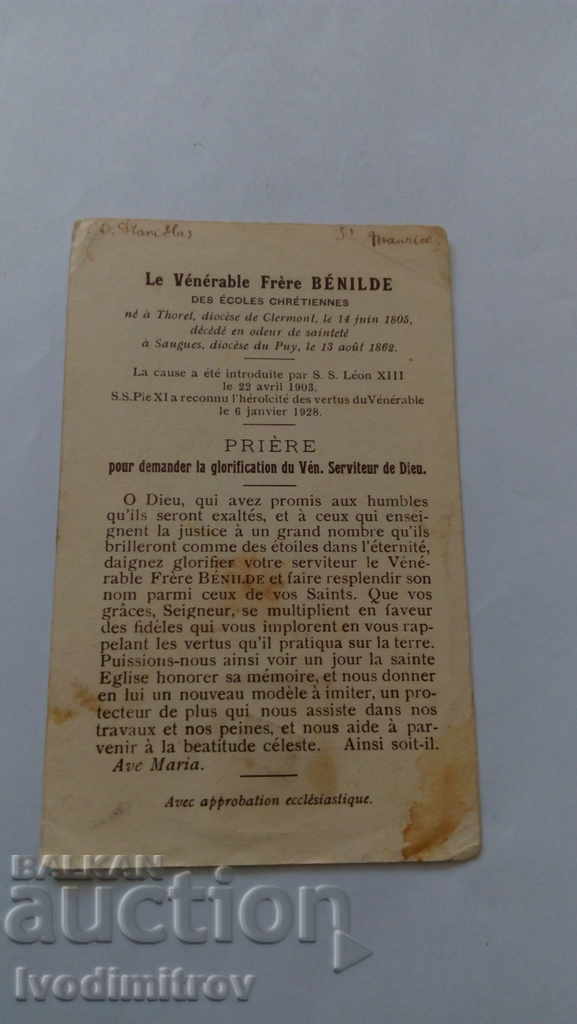 St Maurice
Le Vénérable Frère BÉNILDE
DES ÉCOLES CHRÉTIENNES
né à Thoret, diocèse de Clermont, le 14 juin 1805,
décédé en odeur de sainteté
à Saugues, diocèse du Puy, le 13 août 1862.
La cause a été introduite par S. S. Léon XIII
le 22 avril 1903.
S.S. Pie XI a reconnu l'héroïcité des vertus du Vénérable
le 6 janvier 1928.
PRIÈRE
pour demander la glorification du Vén. Serviteur de Dieu.
O Dieu, qui avez promis aux humbles
qu'ils seront exaltés, et à ceux qui ensei-
gnent la justice à un grand nombre qu'ils
brilleront comme des étoiles dans l'éternité,
daignez glorifier votre serviteur le Véné-
rable Frère BÉNILDE et faire resplendir son
nom parmi ceux de vos Saints. Que vos
grâces, Seigneur, se multiplient en faveur
des fidèles qui vous implorent en vous rap-
pelant les vertus qu'il pratiqua sur la terre.
Puissions-nous ainsi voir un jour la sainte
Eglise honorer sa mémoire, et nous donner
en lui un nouveau modèle à imiter, un pro-
tecteur de plus qui nous assiste dans nos
travaux et nos peines, et nous aide à par-
venir à la beatitude céleste. Ainsi soit-il.
Ave Maria.
Avec approbation ecclésiastique.
BALKAN
auction
Ivodimitrov